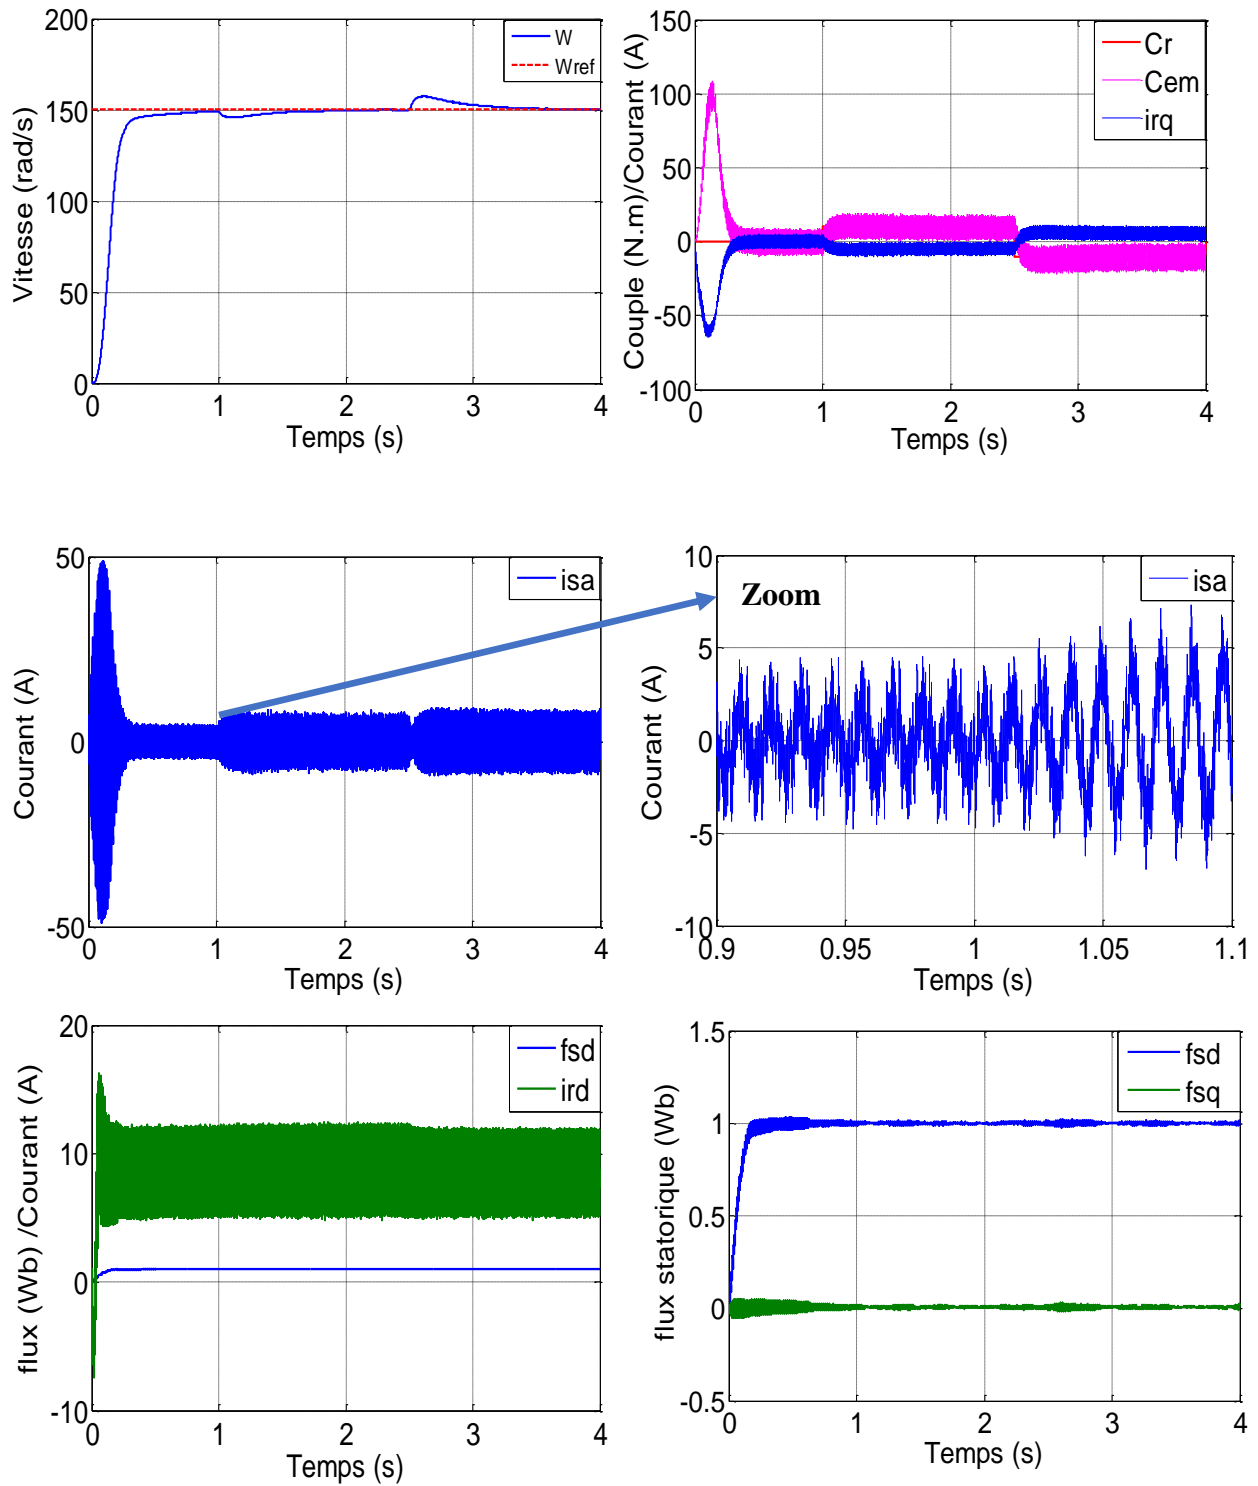 200
150
100
50
0
0
1
2
3
4
Vitesse (rad/s)
Temps (s)
W
Wref
150
100
50
0
-50
-100
0
1
2
3
4
Couple (N.m)/Courant (A)
Temps (s)
Cr
Cem
irq
50
0
-50
0
1
2
3
4
Courant (A)
Temps (s)
isa
10
5
0
-5
-10
0.9
0.95
1
1.05
1.1
Courant (A)
Temps (s)
Zoom
isa
20
10
0
-10
0
1
2
3
4
flux (Wb) /Courant (A)
Temps (s)
fsd
ird
1.5
1
0.5
0
-0.5
0
1
2
3
4
flux statorique (Wb)
Temps (s)
fsd
fsq